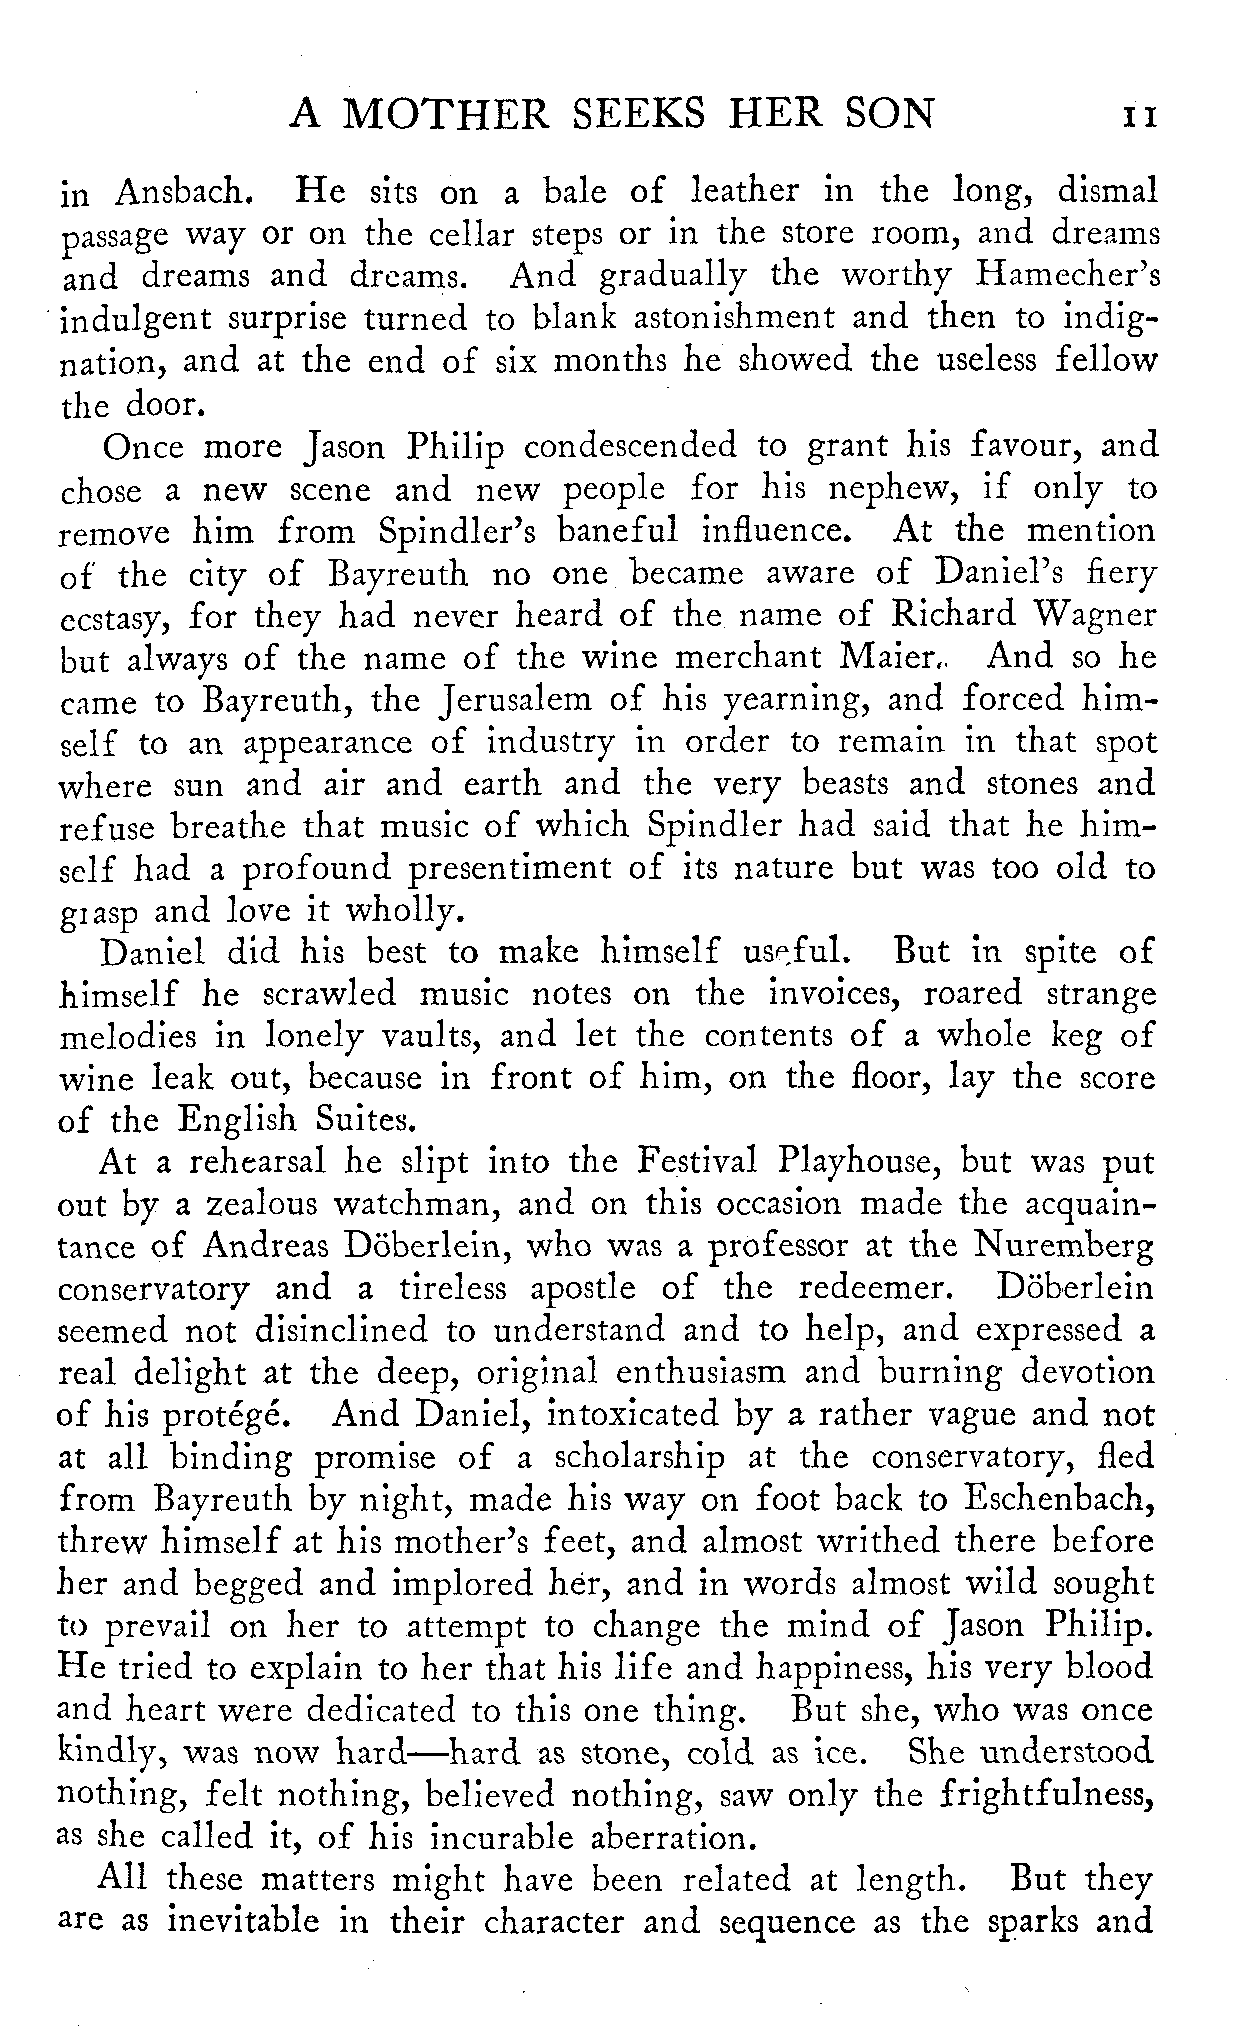 A MOTHER SEEKS HER SON 11
in Ansbach. He sits on a bale of leather in the long, dismal
passage way or on the cellar steps or in the store room, and dreams
and dreams and dreams. And gradually the worthy Hamecher's
indulgent surprise turned to blank astonishment and then to indig-
nation, and at the end of six months he showed the useless fellow
the door.
Once more Jason Philip condescended to grant his favour, and
chose a new scene and new people for his nephew, if only to
remove him from Spindler's baneful influence. At the mention
of the city of Bayreuth no one became aware of Daniel's fiery
ecstasy, for they had never heard of the name of Richard Wagner
but always of the name of the wine merchant Maier. And so he
came to Bayreuth, the Jerusalem of his yearning, and forced him-
self to an appearance of industry in order to remain in that spot
where sun and air and earth and the very beasts and stones and
refuse breathe that music of which Spindler had said that he him-
self had a profound presentiment of its nature but was too old to
grasp and love it wholly.
Daniel did his best to make himself useful. But in spite of
himself he scrawled music notes on the invoices, roared strange
melodies in lonely vaults, and let the contents of a whole keg of
wine leak out, because in front of him, on the floor, lay the score
of the English Suites.
At a rehearsal he slipt into the Festival Playhouse, but was put
out by a zealous watchman, and on this occasion made the acquain-
tance of Andreas Döberlein, who was a professor at the Nuremberg
conservatory and a tireless apostle of the redeemer. Döberlein
seemed not disinclined to understand and to help, and expressed a
real delight at the deep, original enthusiasm and burning devotion
of his protégé. And Daniel, intoxicated by a rather vague and not
at all binding promise of a scholarship at the conservatory, fled
from Bayreuth by night, made his way on foot back to Eschenbach,
threw himself at his mother's feet, and almost writhed there before
her and begged and implored her, and in words almost wild sought
to prevail on her to attempt to change the mind of Jason Philip.
He tried to explain to her that his life and happiness, his very blood
and heart were dedicated to this one thing. But she, who was once
kindly, was now hard—hard as stone, cold as ice. She understood
nothing, felt nothing, believed nothing, saw only the frightfulness,
as she called it, of his incurable aberration.
All these matters might have been related at length. But they
are as inevitable in their character and sequence as the sparks and